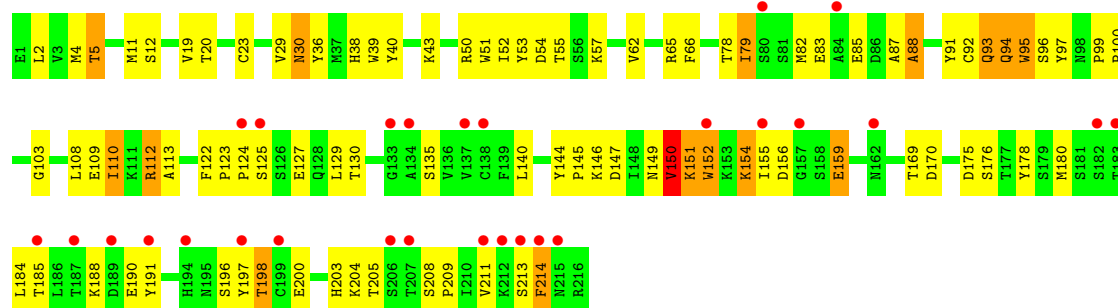 E1 L2 V3 M4 T5 M11 S12 V19 T20 C23 V29 N30 Y36 M37 H38 W39 Y40 K43 R50 W51 I52 Y53 D54 T55 S56 K57 V62 R65 F66 T78 I79 S80 S81 M82 E83 A84 E85 D86 A87 A88 Y91 C92 Q93 Q94 W95 S96 Y97 N98 P99 R100
G103 L108 E109 I110 K111 R112 A113 F122 P123 P124 S125 S126 E127 Q128 L129 T130 G133 A134 S135 V136 V137 C138 F139 L140 Y144 P145 K146 D147 I148 N149 V150 K151 W152 K153 K154 I155 D156 G157 S158 E159 N162 T169 D170 D175 S176 T177 Y178 S179 M180 S181 S182 T183
L184 T185 L186 T187 K188 D189 E190 Y191 H194 N195 S196 Y197 T198 C199 E200 H203 K204 T205 S206 T207 S208 P209 I210 V211 K212 S213 F214 N215 R216